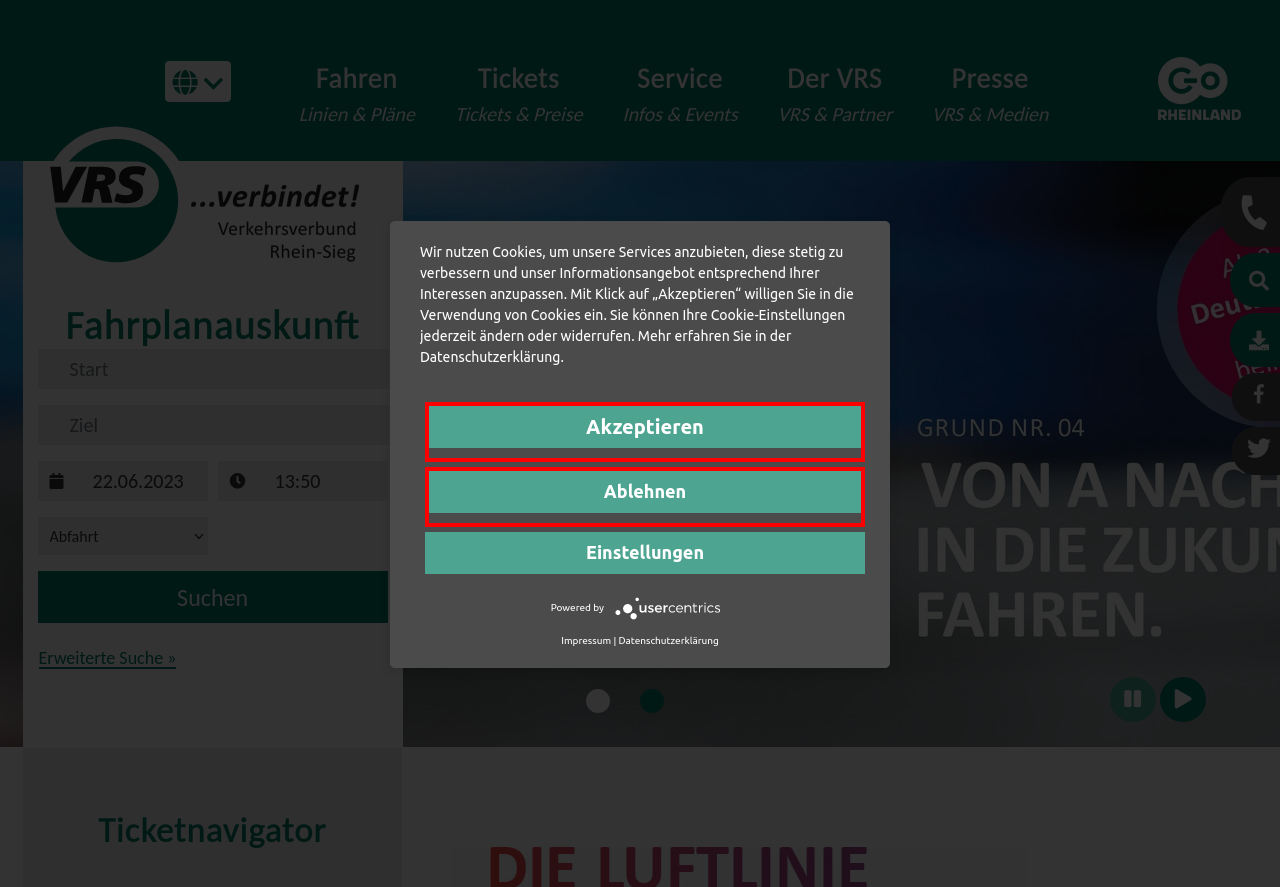 Fahren
Tickets
Service
Der VRS
Presse
Linien & Pläne
Tickets & Preise
Infos & Events
VRS & Partner
VRS & Medien
GO
RHEINLAND
VRS
...verbindet!
Verkehrsverbund
Rhein-Sieg
Fahrplanauskunft
Start
Ziel
22.06.2023
13:50
Abfahrt
Suchen
Erweiterte Suche »
Wir nutzen Cookies, um unsere Services anzubieten, diese stetig zu
verbessern und unser Informationsangebot entsprechend Ihrer
Interessen anzupassen. Mit Klick auf „Akzeptieren“ willigen Sie in die
Verwendung von Cookies ein. Sie können Ihre Cookie-Einstellungen
jederzeit ändern oder widerrufen. Mehr erfahren Sie in der
Datenschutzerklärung.
Akzeptieren
Ablehnen
Einstellungen
Powered by usercentrics
Impressum | Datenschutzerklärung
GRUND NR. 04
VON A NACH
IN DIE ZUKUN
FAHREN.
Ticketnavigator
DIE LUFTLINIE